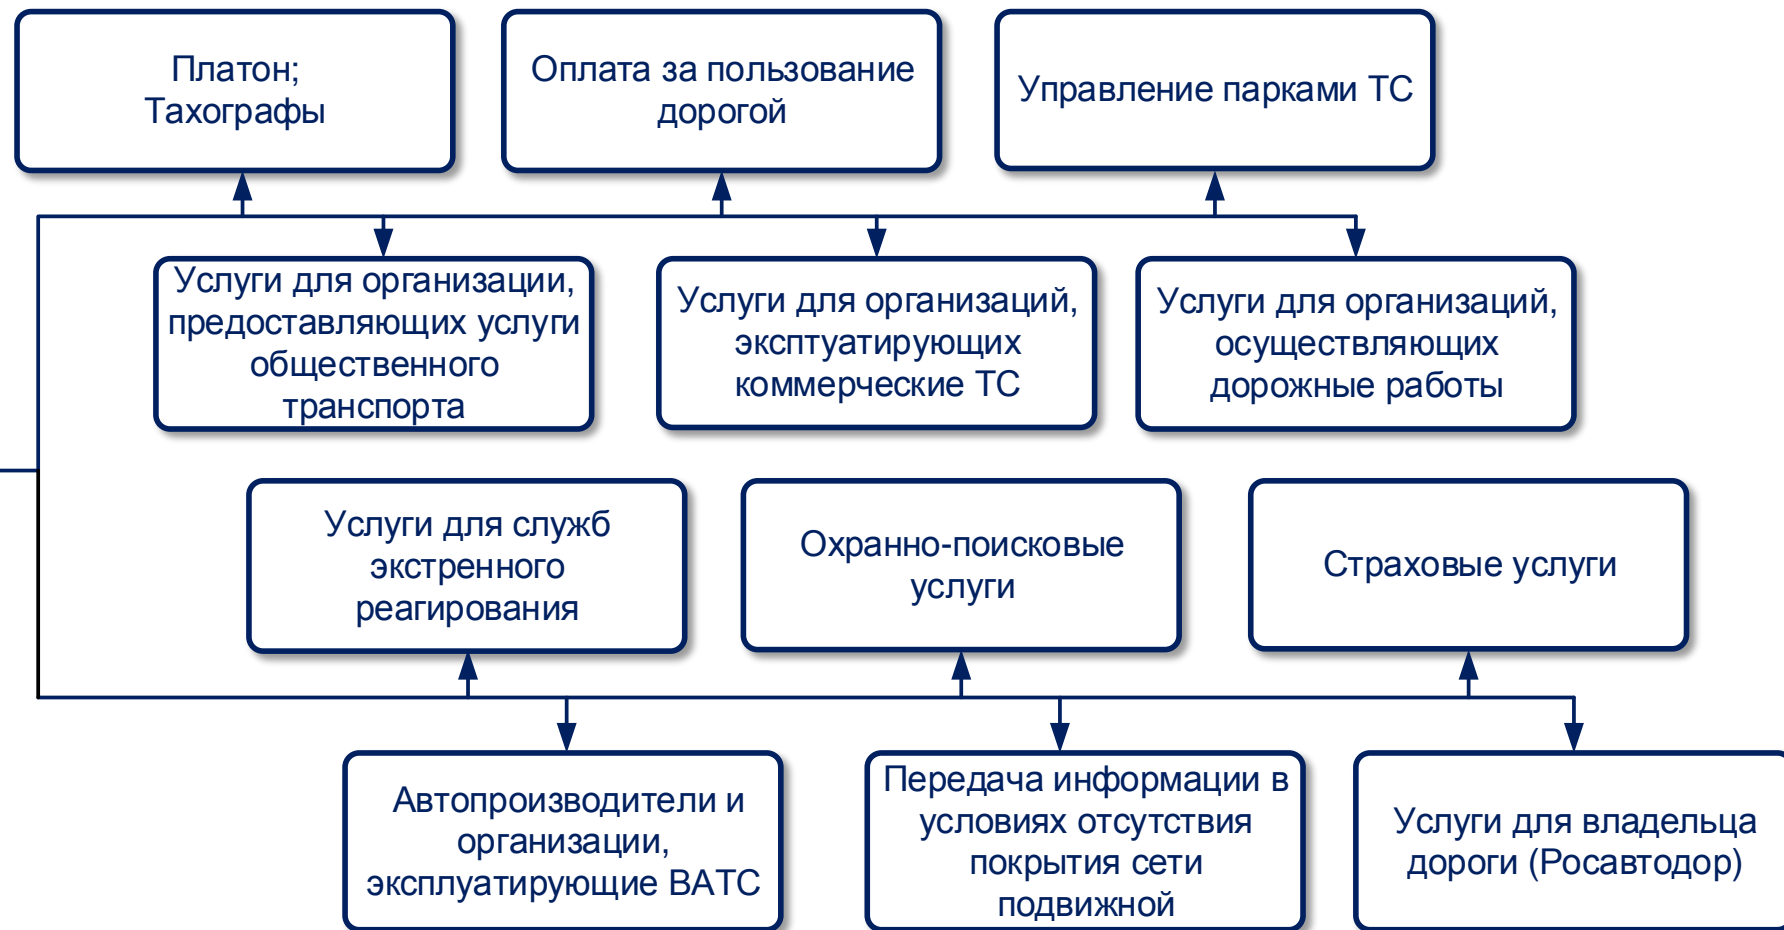 Платон;
Тахографы
Оплата за пользование
дорогой
Управление парками ТС
Услуги для организации,
предоставляющих услуги
общественного
транспорта
Услуги для организаций,
эксптуатирующих
коммерческие ТС
Услуги для организаций,
осуществляющих
дорожные работы
Услуги для служб
экстренного
реагирования
Охранно-поисковые
услуги
Страховые услуги
Автопроизводители и
организации,
эксплуатирующие ВАТС
Передача информации в
условиях отсутствия
покрытия сети
подвижной
Услуги для владельца
дороги (Росавтодор)